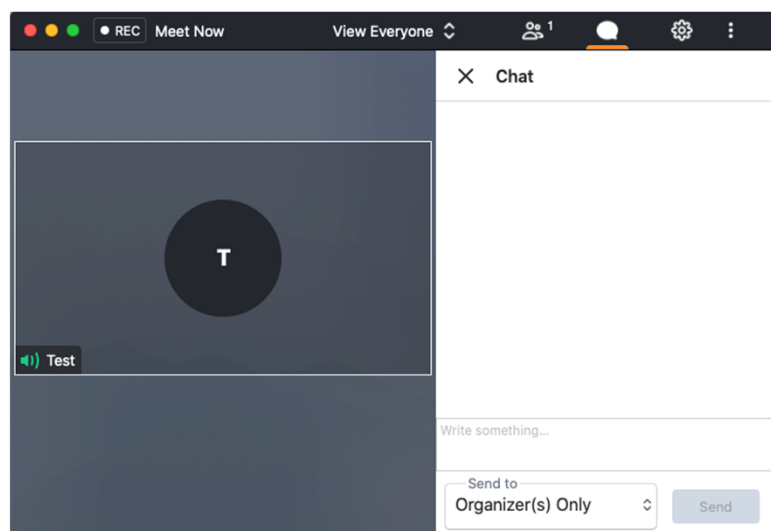 REC Meet Now View Everyone 1
Chat
T
Test
Write something...
Send to
Organizer(s) Only
Send